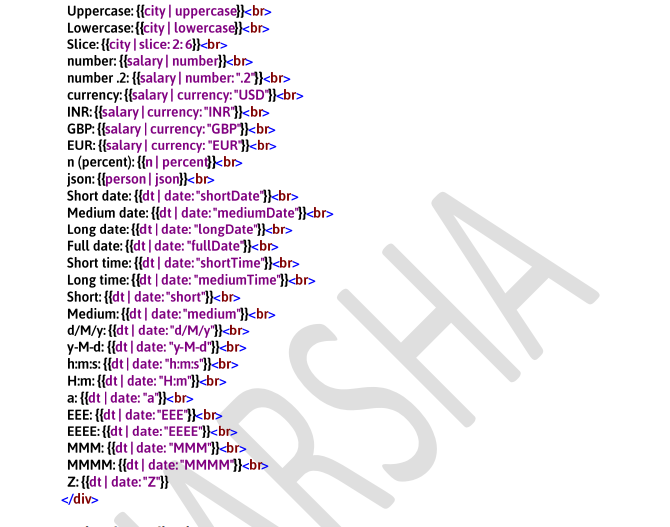 Uppercase: {{city | uppercase}}<br>
Lowercase: {{city | lowercase}}<br>
Slice: {{city | slice: 2: 6}}<br>
number: {{salary | number}}<br>
number .2: {{salary | number: ".2"}}<br>
currency: {{salary | currency: "USD"}}<br>
INR: {{salary | currency: "INR"}}<br>
GBP: {{salary | currency: "GBP"}}<br>
EUR: {{salary | currency: "EUR"}}<br>
n (percent): {{n | percent}}<br>
json: {{person | json}}<br>
Short date: {{dt | date: "shortDate"}}<br>
Medium date: {{dt | date: "mediumDate"}}<br>
Long date: {{dt | date: "longDate"}}<br>
Full date: {{dt | date: "fullDate"}}<br>
Short time: {{dt | date: "shortTime"}}<br>
Long time: {{dt | date: "mediumTime"}}<br>
Short: {{dt | date: "short"}}<br>
Medium: {{dt | date: "medium"}}<br>
d/M/y: {{dt | date: "d/M/y"}}<br>
y-M-d: {{dt | date: "y-M-d"}}<br>
h:m:s: {{dt | date: "h:m:s"}}<br>
H:m: {{dt | date: "H:m"}}<br>
a: {{dt | date: "a"}}<br>
EEE: {{dt | date: "EEE"}}<br>
EEEE: {{dt | date: "EEEE"}}<br>
MMM: {{dt | date: "MMM"}}<br>
MMMM: {{dt | date: "MMMM"}}<br>
Z: {{dt | date: "Z"}}
</div>
ARSHA